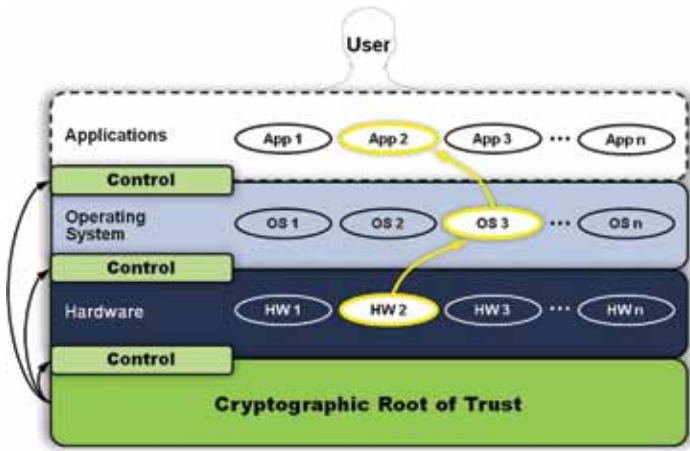 User
Applications
App 1 App 2 App 3 ... App n
Control
Operating
System
OS 1 OS 2 OS 3 ... OS n
Control
Hardware
HW 1 HW 2 HW 3 ... HW n
Control
Cryptographic Root of Trust